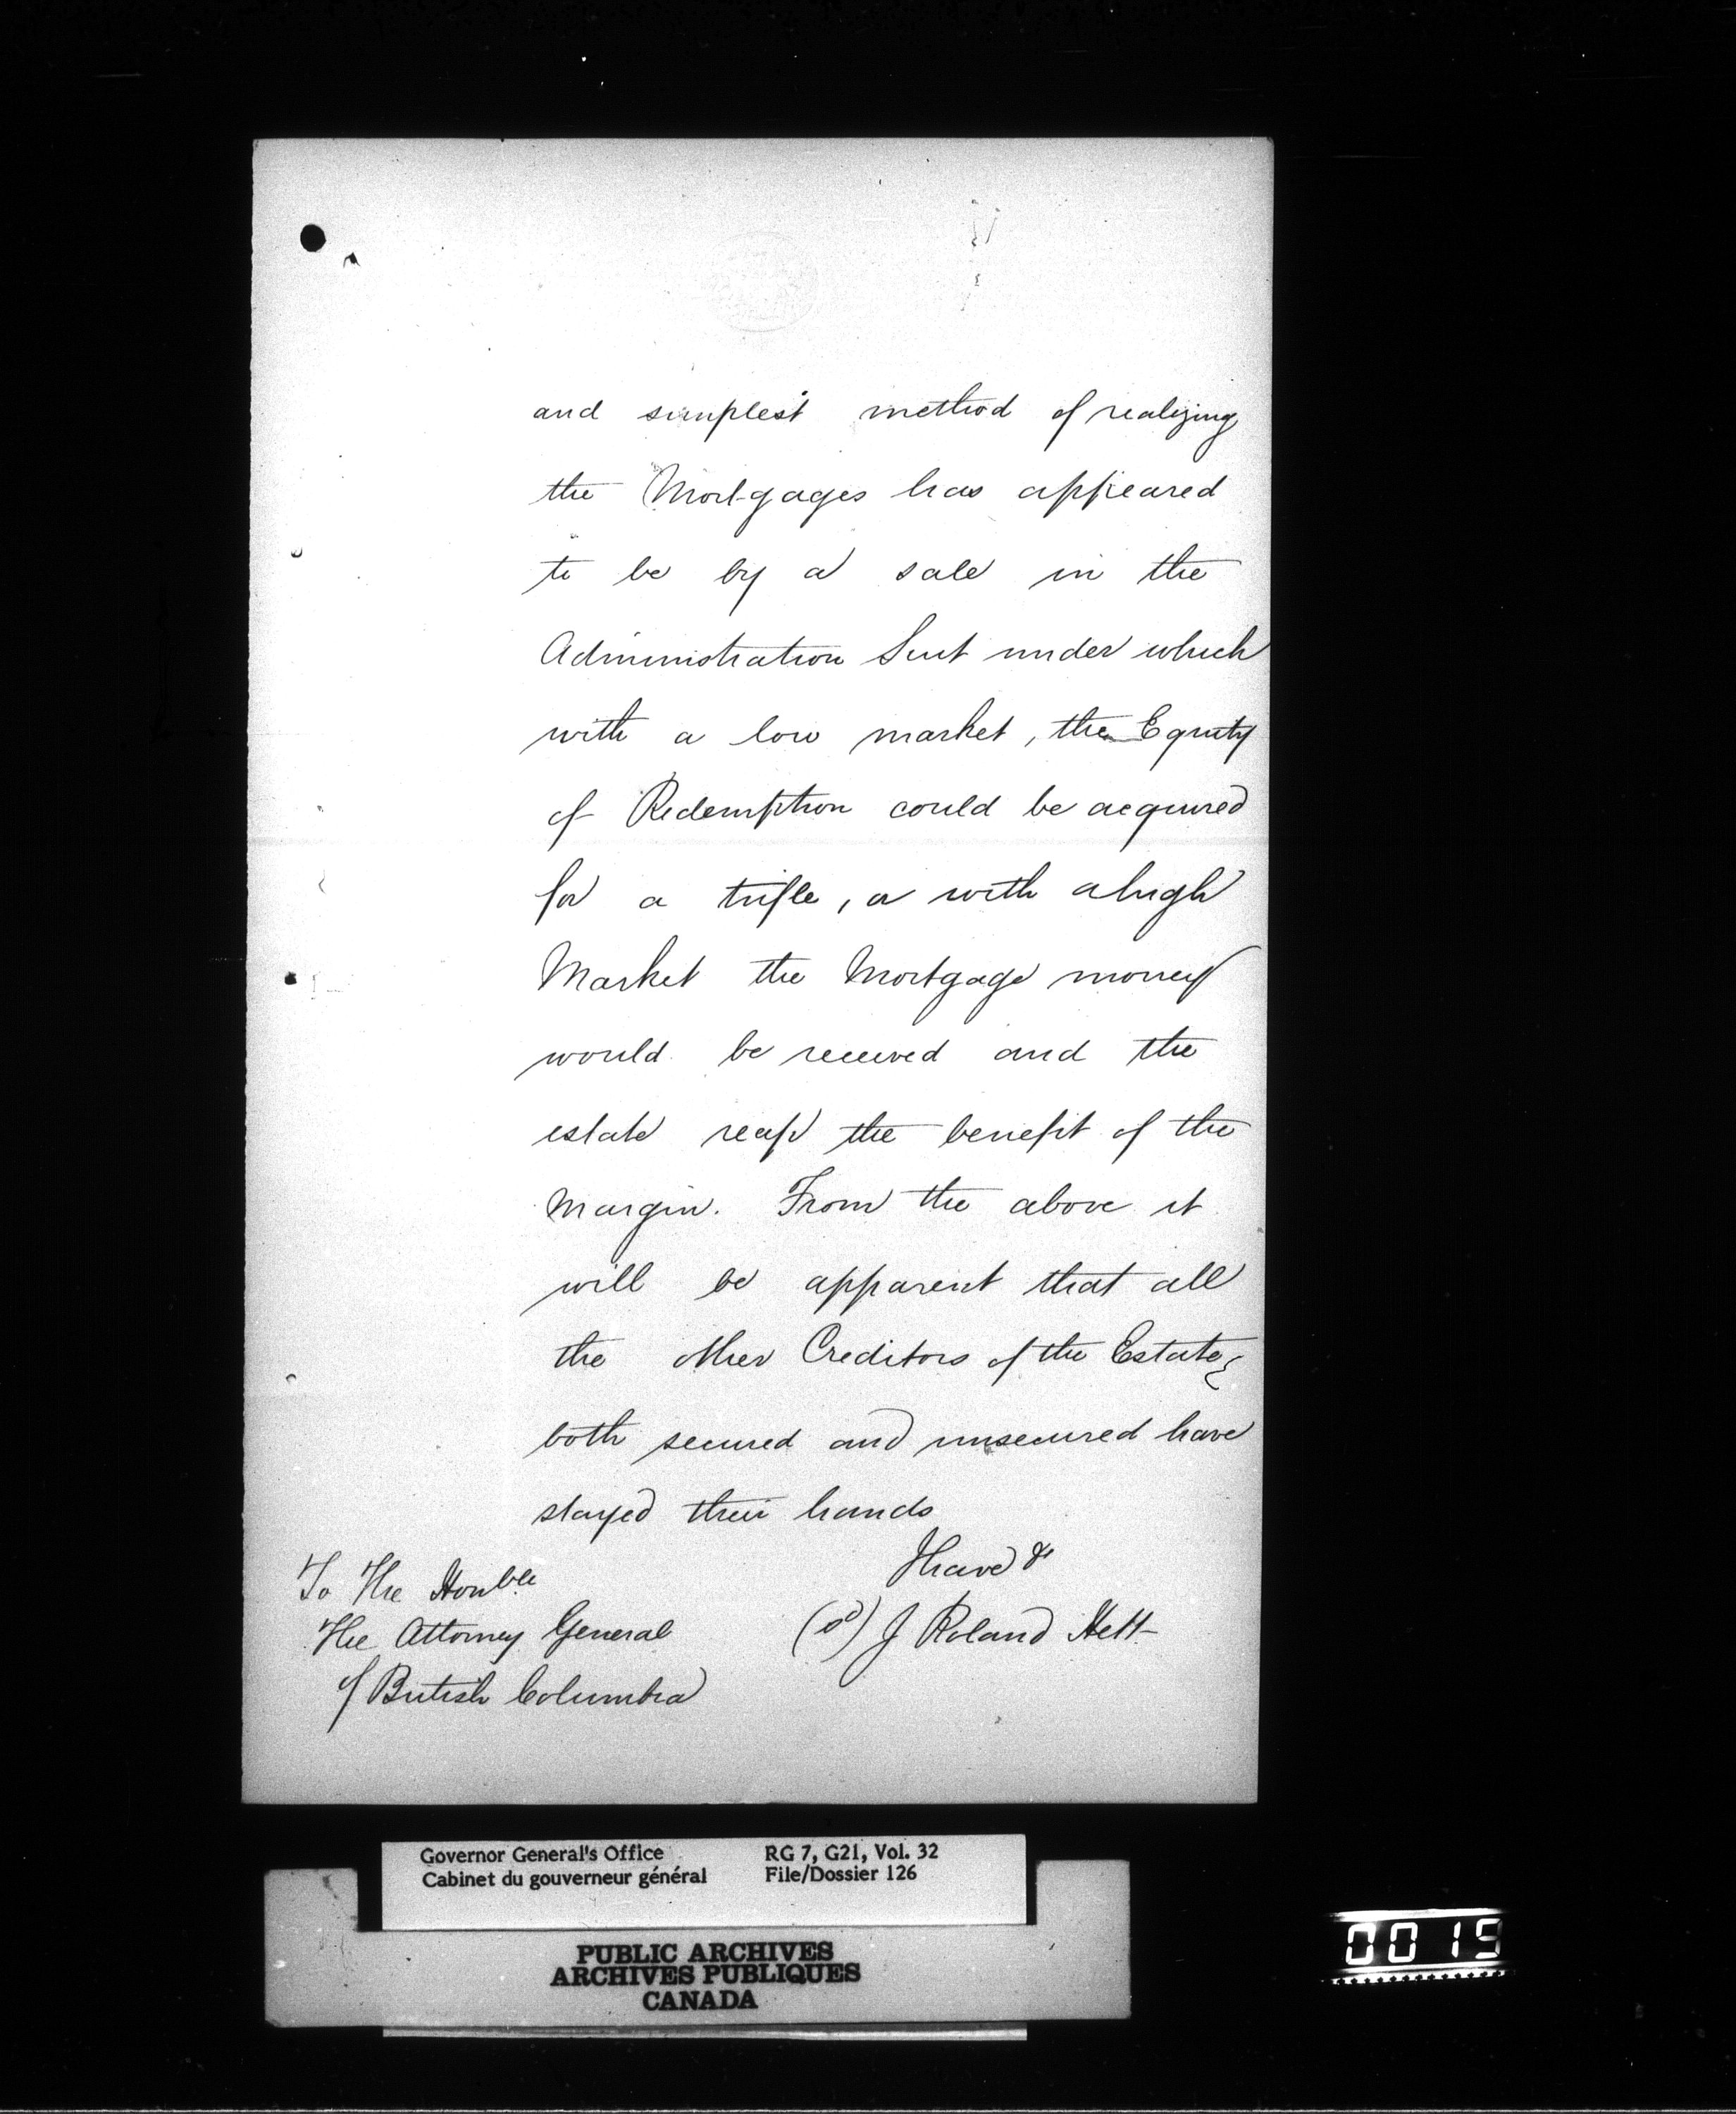 and simplest method of realizing
the Mortgages has appeared
to be by a sale in the
Administration Suit under which
with a low market, the Equity
of Redemption could be acquired
for a trifle, or with a high
Market the Mortgage money
would be received and the
estate reap the benefit of the
Margin. From the above it
will be apparent that all
the other Creditors of the Estate
both secured and unsecured have
stayed their hands
I have &
(sd) J Roland Hett
To The Honble
The Attorney General
of British Columbia
Governor General's Office RG 7, G21, Vol. 32
Cabinet du gouverneur général File/Dossier 126
PUBLIC ARCHIVES
ARCHIVES PUBLIQUES
CANADA
0015